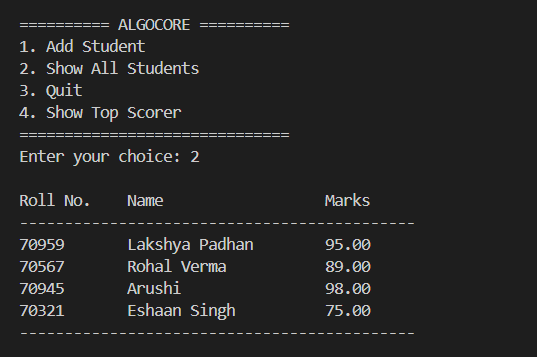 ========== ALGOCORE ==========
1. Add Student
2. Show All Students
3. Quit
4. Show Top Scorer
==============================
Enter your choice: 2
Roll No.    Name                  Marks
--------------------------------------------
70959       Lakshya Padhan        95.00
70567       Rohal Verma           89.00
70945       Arushi                98.00
70321       Eshaan Singh          75.00
--------------------------------------------